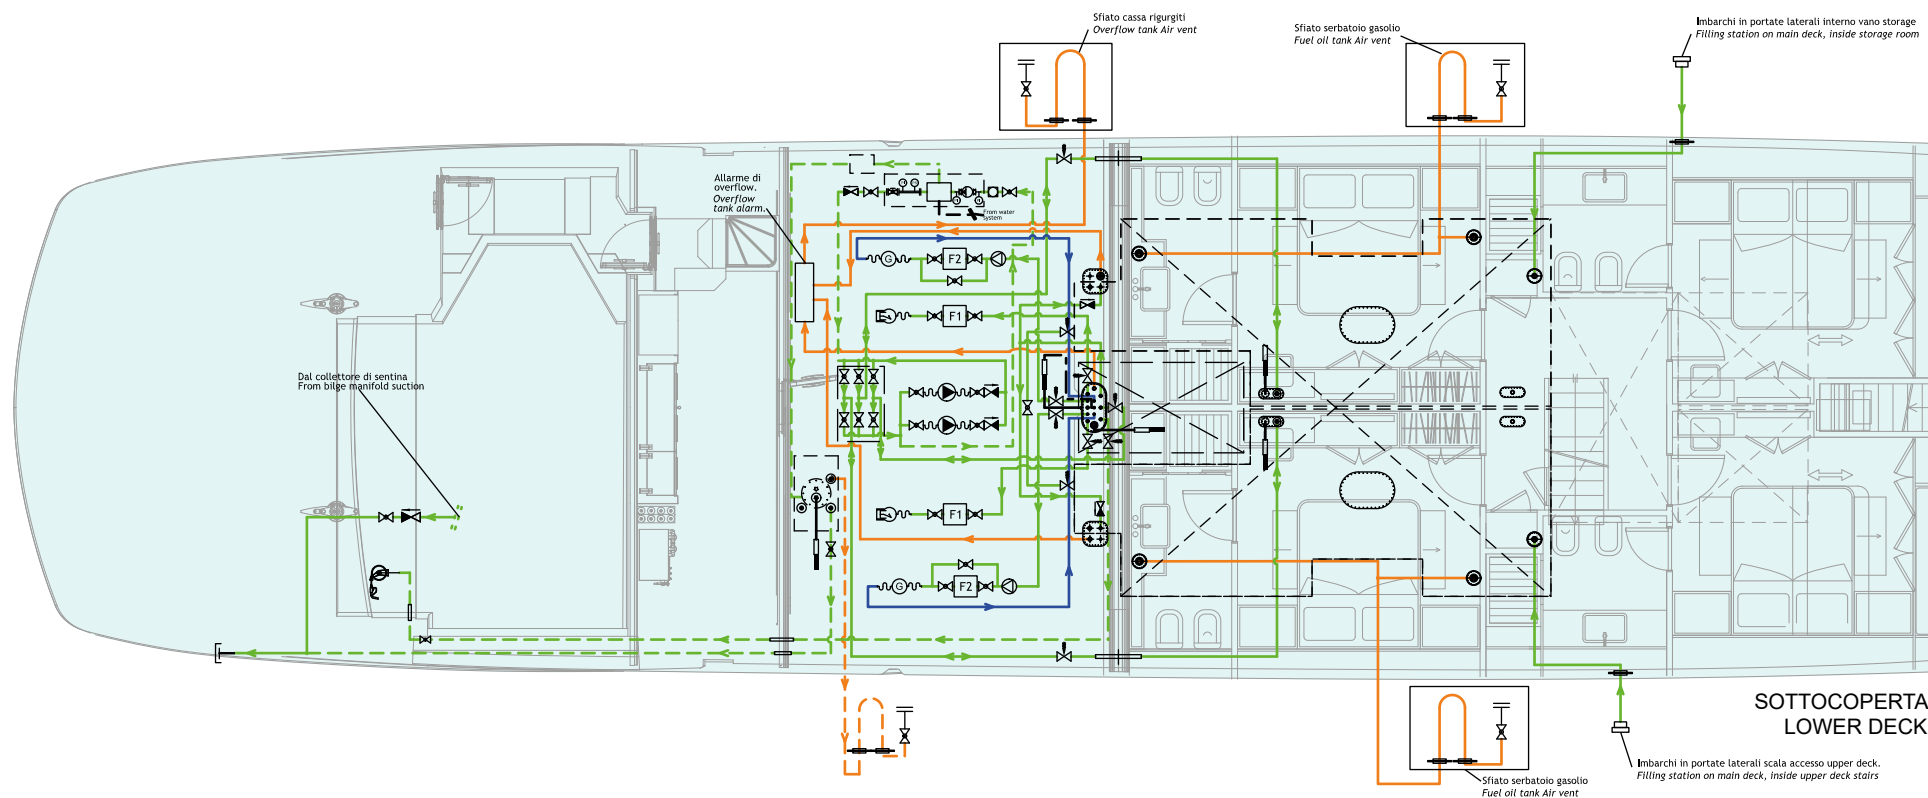 Sfiato cassa rigurgiti
Overflow tank Air vent
Sfiato serbatoio gasolio
Fuel oil tank Air vent
Imbarchi in portate laterali interno vano storage
Filling station on main deck, inside storage room
Allarme di
overflow.
Overflow
tank alarm.
From water
system
G
F2
F1
Dal collettore di sentina
From bilge manifold suction
F1
G
F2
SOTTOCOPERTA
LOWER DECK
Imbarchi in portate laterali scala accesso upper deck.
Filling station on main deck, inside upper deck stairs
Sfiato serbatoio gasolio
Fuel oil tank Air vent